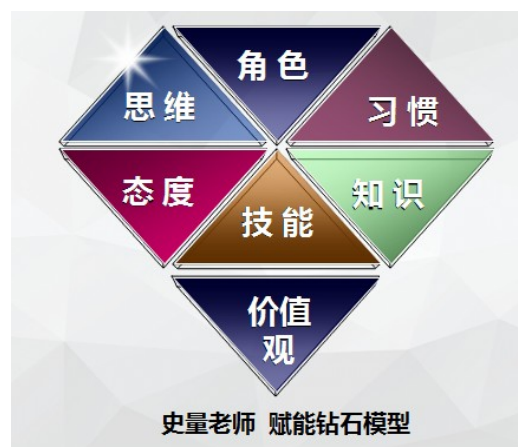 角色
思维
习惯
态度
技能
知识
价值
观
史量老师 赋能钻石模型